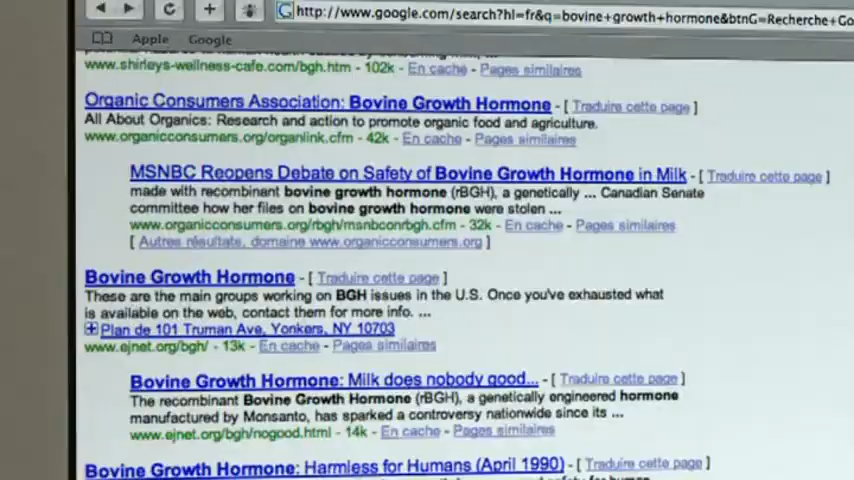 http://www.google.com/search?hl=fr&q=bovine+growth+hormone&btnG=Recherche+Go
Apple Google
www.shirleys-wellness-cafe.com/bgh.htm - 102k - En cache - Pages similaires
Organic Consumers Association: Bovine Growth Hormone - [ Traduire cette page ]
All About Organics: Research and action to promote organic food and agriculture.
www.organicconsumers.org/organlink.cfm - 42k - En cache - Pages similaires
MSNBC Reopens Debate on Safety of Bovine Growth Hormone in Milk - [ Traduire cette page ]
made with recombinant bovine growth hormone (rBGH), a genetically ... Canadian Senate
committee how her files on bovine growth hormone were stolen ...
www.organicconsumers.org/rbgh/msnbconrbgh.cfm - 32k - En cache - Pages similaires
[ Autres résultats, domaine www.organicconsumers.org ]
Bovine Growth Hormone - [ Traduire cette page ]
These are the main groups working on BGH issues in the U.S. Once you've exhausted what
is available on the web, contact them for more info. ...
Plan de 101 Truman Ave, Yonkers, NY 10703
www.ejnet.org/bgh/ - 13k - En cache - Pages similaires
Bovine Growth Hormone: Milk does nobody good... - [ Traduire cette page ]
The recombinant Bovine Growth Hormone (rBGH), a genetically engineered hormone
manufactured by Monsanto, has sparked a controversy nationwide since its ...
www.ejnet.org/bgh/nogood.html - 14k - En cache - Pages similaires
Bovine Growth Hormone: Harmless for Humans (April 1990) - [ Traduire cette page ]